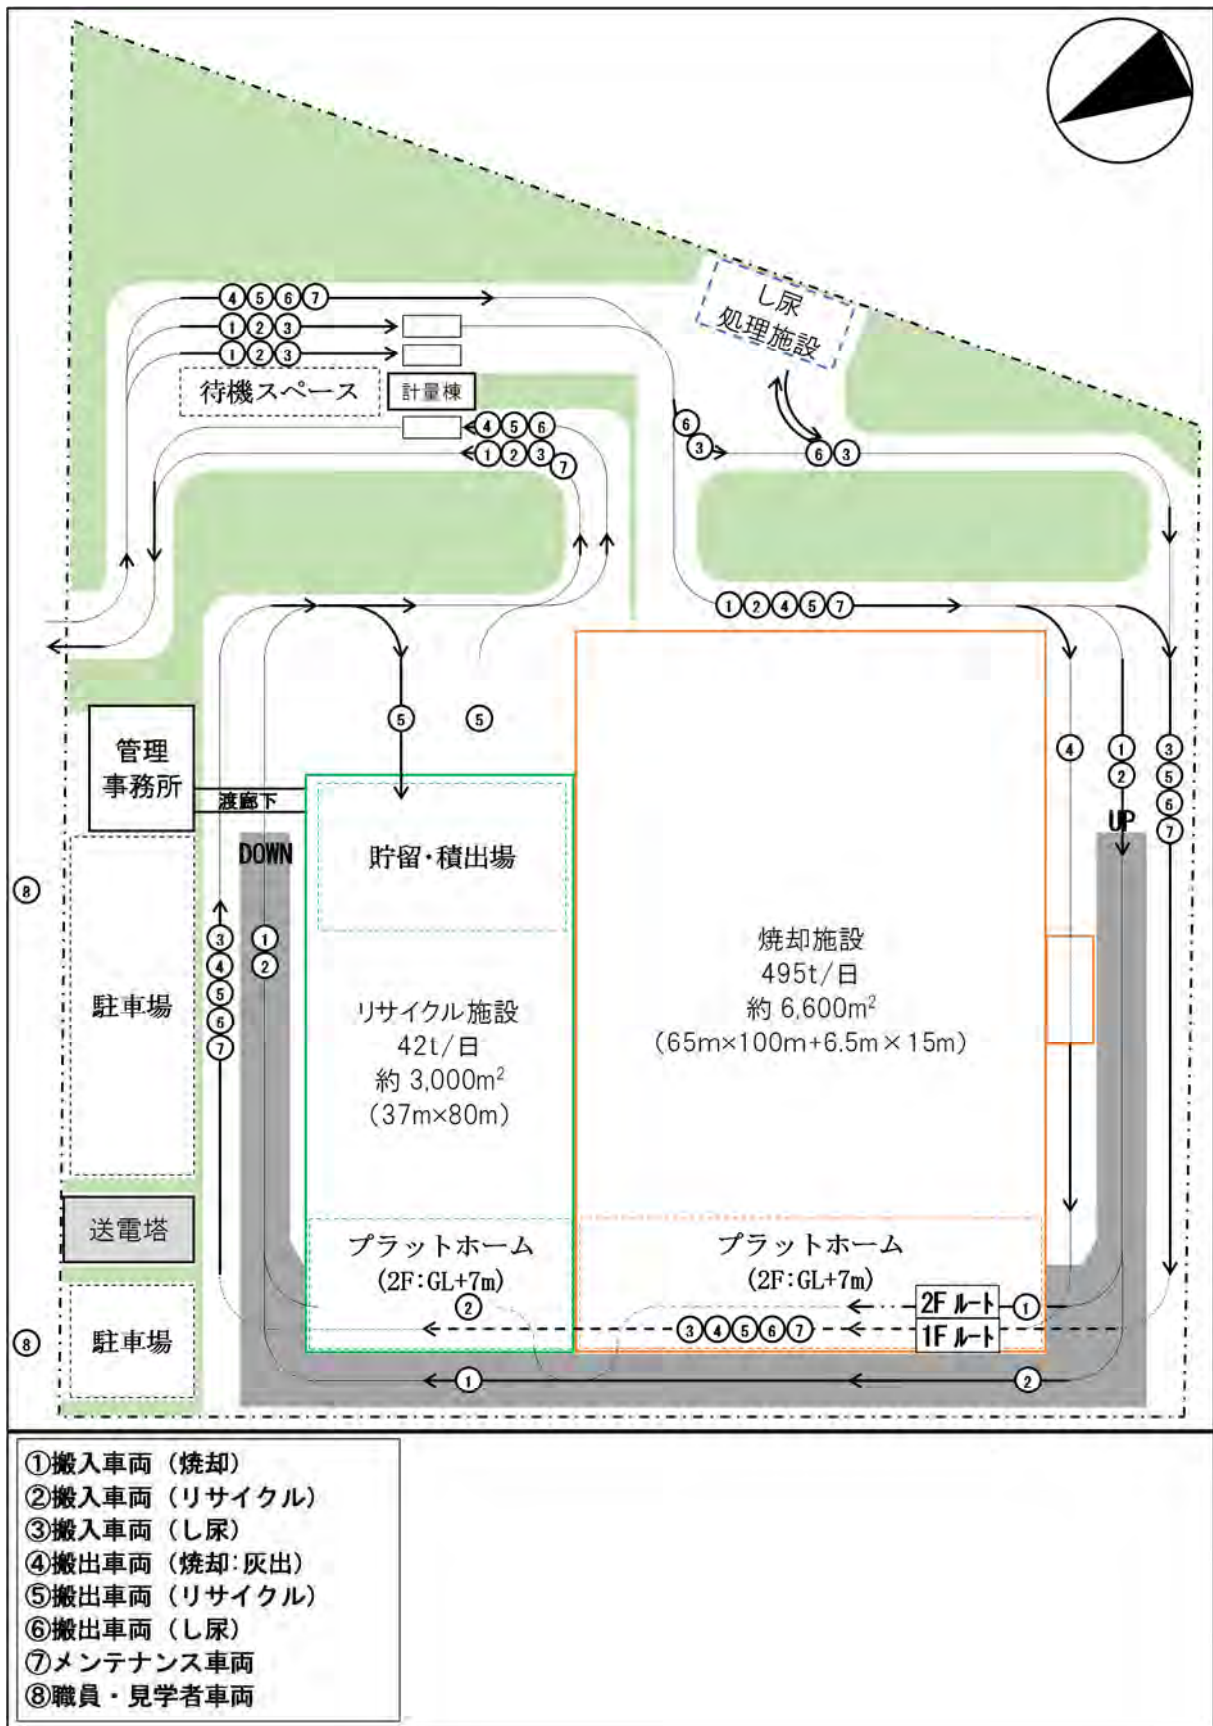 し尿
処理施設
④⑤⑥⑦
①②③
①②③
待機スペース
計量棟
④⑤⑥
①②③
⑦
⑥
③
⑥③
①②④⑤⑦
⑤
⑤
④
①
②
③
⑤
⑥
⑦
管理
事務所
渡廊下
UP
DOWN
貯留・積出場
⑧
③
④
⑤
⑥
⑦
①
②
駐車場
焼却施設
495t/日
約 6,600m²
(65m×100m+6.5m×15m)
リサイクル施設
42t/日
約 3,000m²
(37m×80m)
送電塔
プラットホーム
(2F:GL+7m)
②
プラットホーム
(2F:GL+7m)
2F ルート
①
③④⑤⑥⑦
1F ルート
⑧
駐車場
①
②
①搬入車両（焼却）
②搬入車両（リサイクル）
③搬入車両（し尿）
④搬出車両（焼却:灰出）
⑤搬出車両（リサイクル）
⑥搬出車両（し尿）
⑦メンテナンス車両
⑧職員・見学者車両